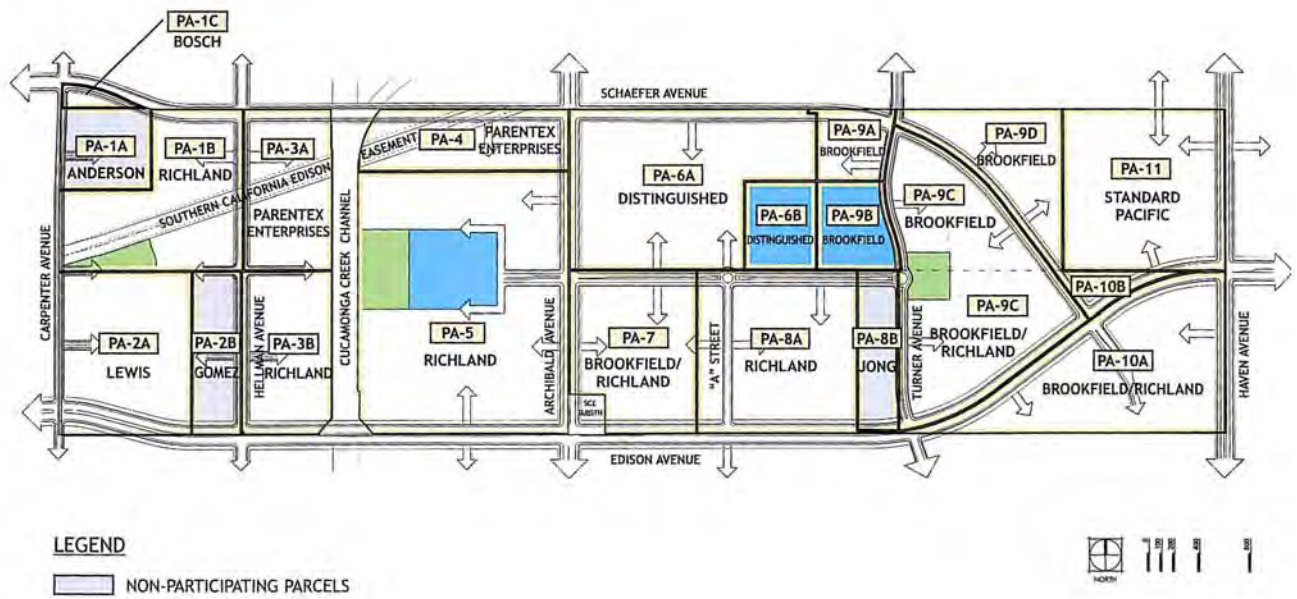 PA-1C
BOSCH
SCHAEFER AVENUE
PA-1A
ANDERSON
PA-1B
RICHLAND
PA-3A
PARENTEX
ENTERPRISES
SOUTHERN CALIFORNIA EDISON EASEMENT
PA-4
PARENTEX
ENTERPRISES
PA-6A
DISTINGUISHED
PA-9A
BROOKFIELD
PA-9D
BROOKFIELD
PA-11
STANDARD
PACIFIC
PA-6B
DISTINGUISHED
PA-9B
BROOKFIELD
PA-9C
BROOKFIELD
CARPENTER AVENUE
PA-2A
LEWIS
PA-2B
GOMEZ
HELLMAN AVENUE
PA-3B
RICHLAND
CUCAMONGA CREEK CHANNEL
PA-5
RICHLAND
ARCHIBALD AVENUE
PA-7
BROOKFIELD/
RICHLAND
SCE
SUBSTN
"A" STREET
PA-8A
RICHLAND
PA-8B
JONG
TURNER AVENUE
PA-9C
BROOKFIELD/
RICHLAND
PA-10B
PA-10A
BROOKFIELD/RICHLAND
HAVEN AVENUE
EDISON AVENUE
LEGEND
NON-PARTICIPATING PARCELS
NORTH
0 100 200 400 800